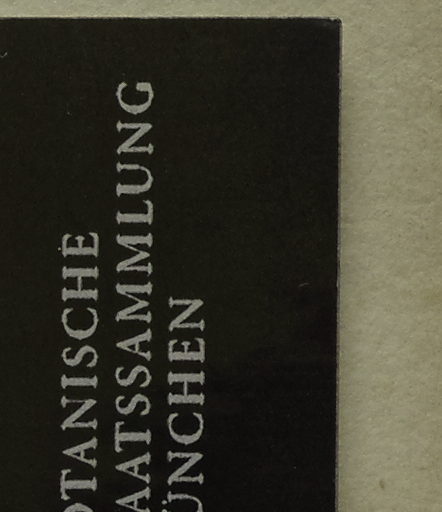 OTANISCHE
AATSSAMMLUNG
ÜNCHEN